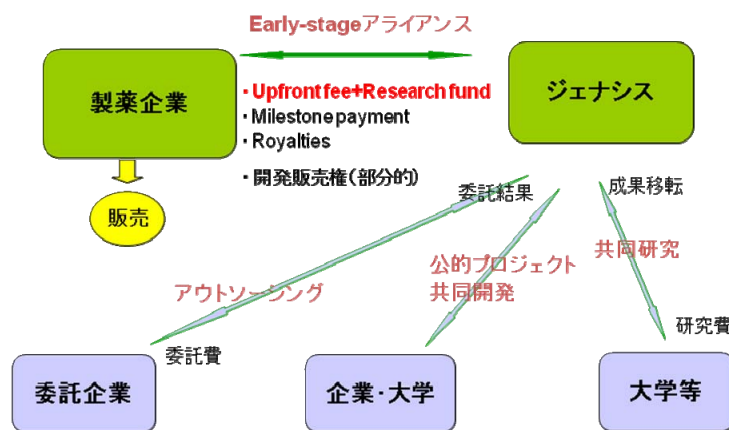 Early-stageアライアンス
製薬企業
ジェナシス
・Upfront fee+Research fund
・Milestone payment
・Royalties
・開発販売権(部分的)
販売
委託結果
成果移転
アウトソーシング
公的プロジェクト
共同開発
共同研究
委託費
研究費
委託企業
企業・大学
大学等